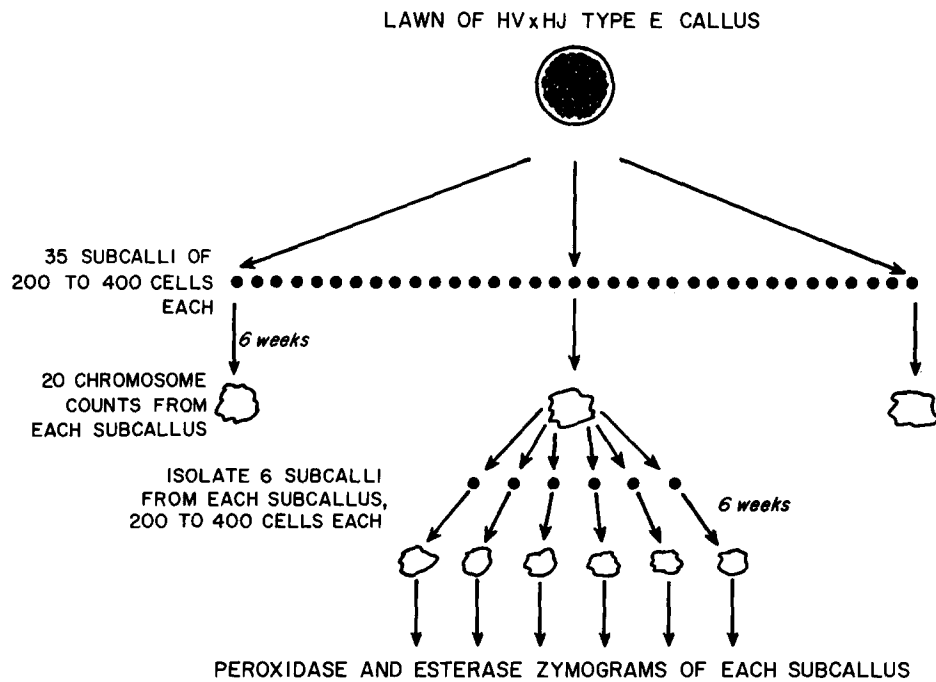 LAWN OF HV x HJ TYPE E CALLUS
35 SUBCALLI OF
200 TO 400 CELLS
EACH
6 weeks
20 CHROMOSOME
COUNTS FROM
EACH SUBCALLUS
ISOLATE 6 SUBCALLI
FROM EACH SUBCALLUS,
200 TO 400 CELLS EACH
6 weeks
PEROXIDASE AND ESTERASE ZYMOGRAMS OF EACH SUBCALLUS